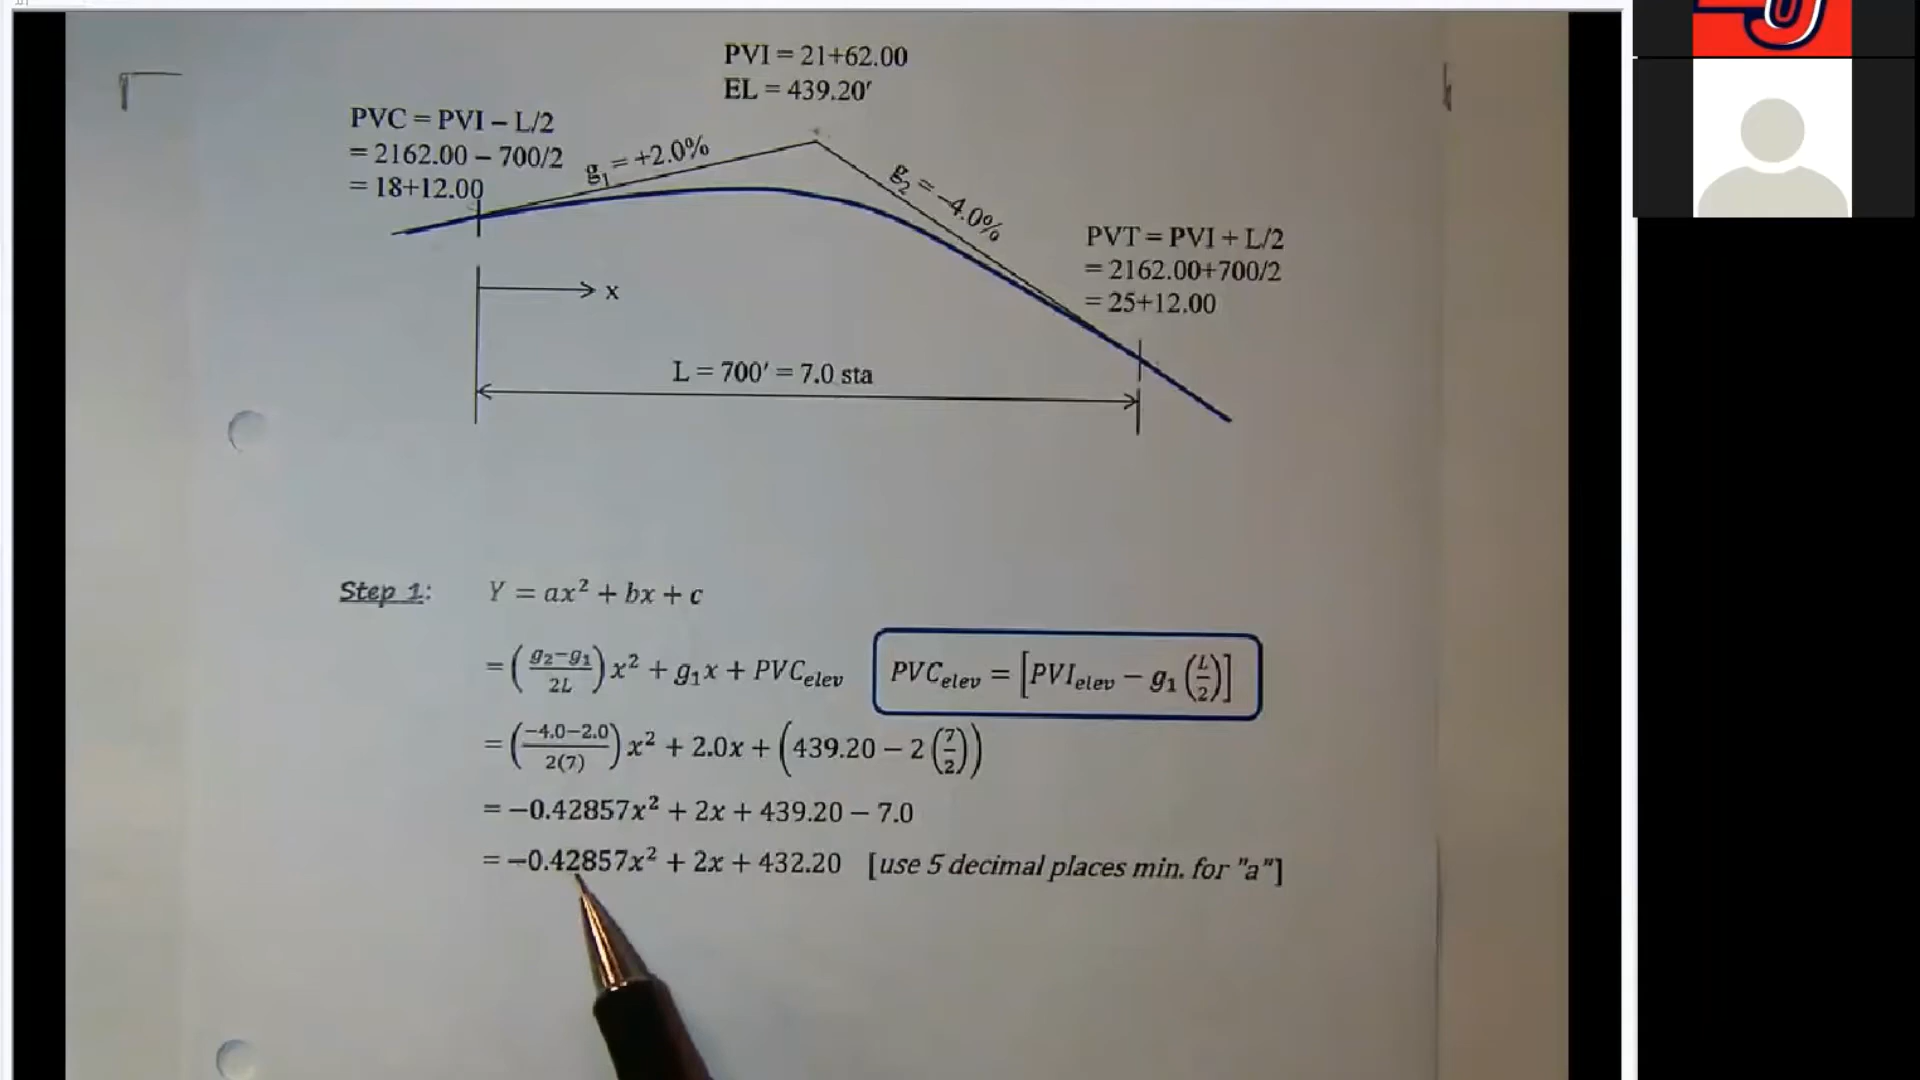 PVI = 21+62.00
EL = 439.20′
PVC = PVI – L/2
= 2162.00 – 700/2
= 18+12.00
g₁ = +2.0%
g₂ = -4.0%
PVT = PVI + L/2
= 2162.00+700/2
= 25+12.00
x
L = 700′ = 7.0 sta
Step 1: Y = ax² + bx + c
= ((g₂−g₁)/2L) x² + g₁x + PVC_elev
PVC_elev = [PVI_elev − g₁(L/2)]
= ((−4.0−2.0)/2(7)) x² + 2.0x + (439.20 − 2(7/2))
= −0.42857x² + 2x + 439.20 − 7.0
= −0.42857x² + 2x + 432.20 [use 5 decimal places min. for "a"]